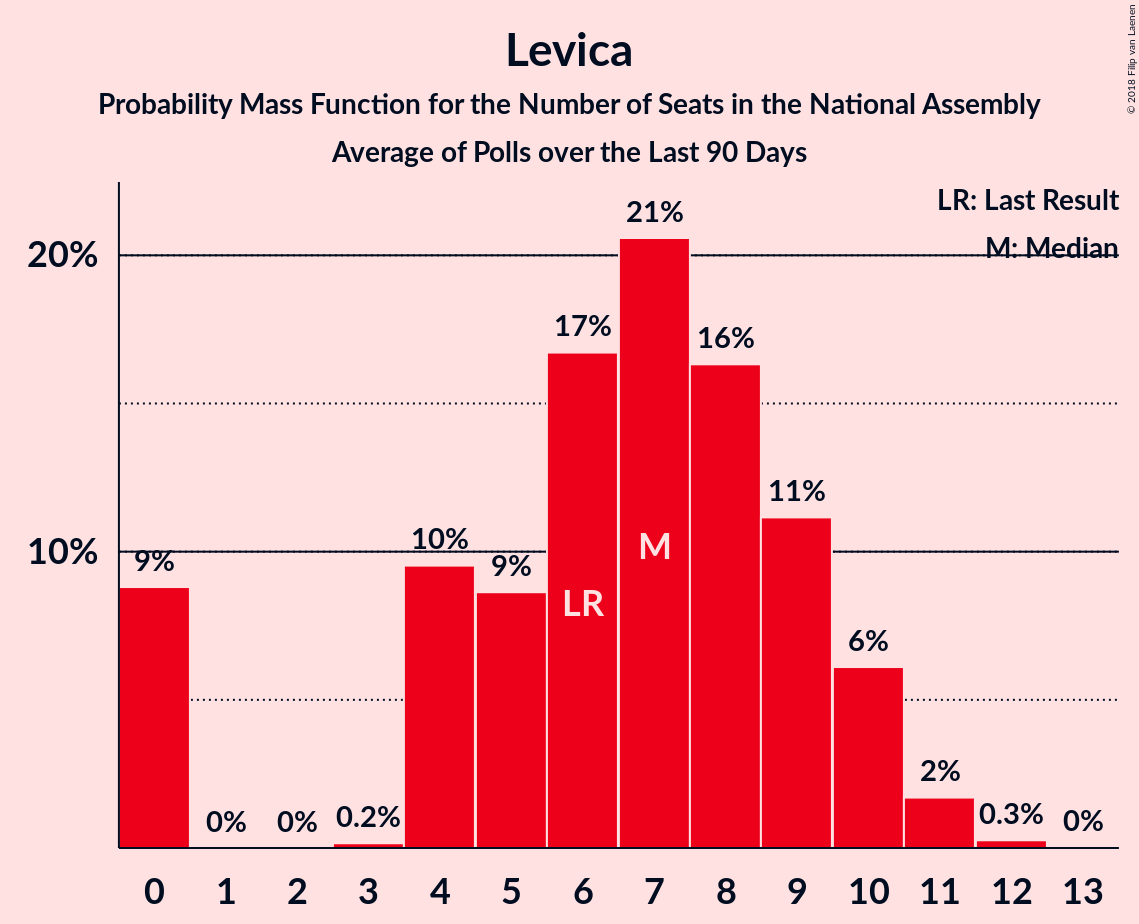 Levica
Probability Mass Function for the Number of Seats in the National Assembly
Average of Polls over the Last 90 Days
© 2018 Filip van Laenen
LR: Last Result
M: Median
20%
10%
9%
0%
0%
0.2%
10%
9%
17%
21%
16%
11%
6%
2%
0.3%
0%
LR
M
0 1 2 3 4 5 6 7 8 9 10 11 12 13